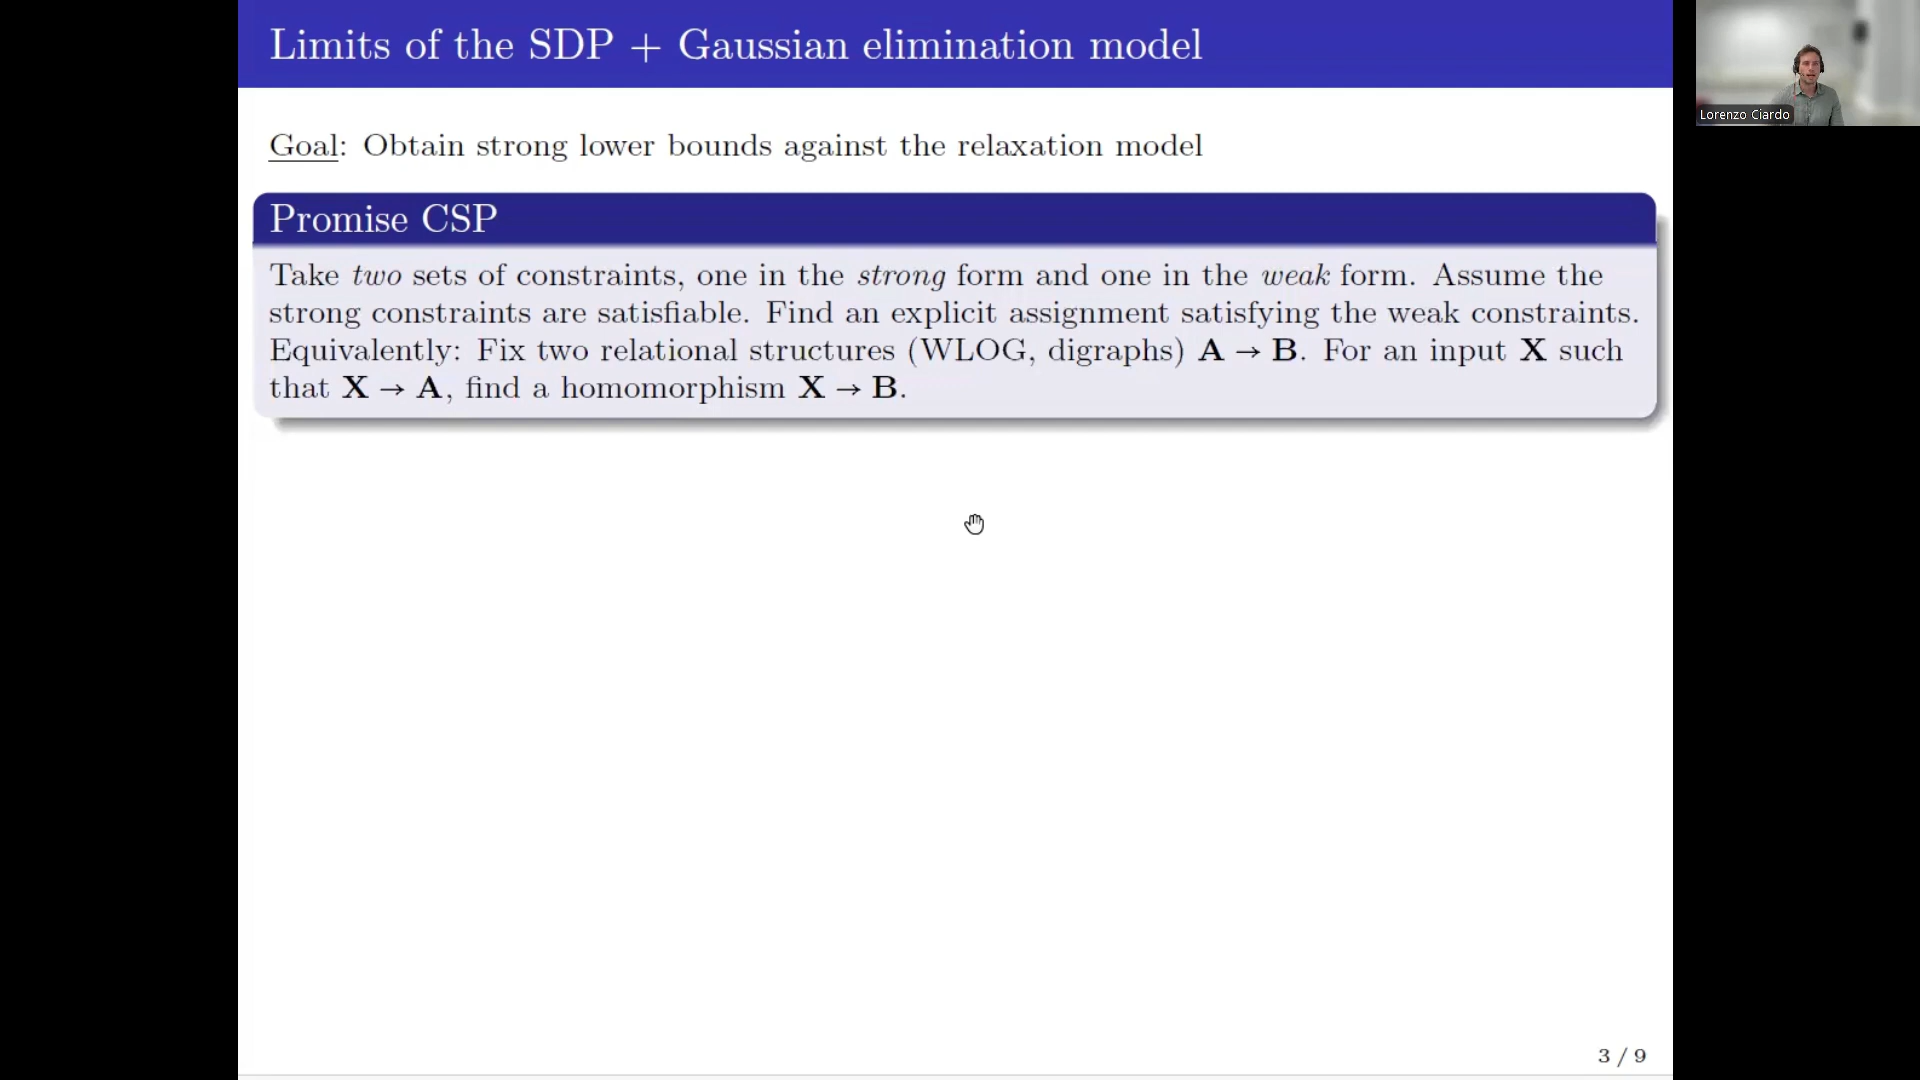 Limits of the SDP + Gaussian elimination model
Lorenzo Ciardo
Goal: Obtain strong lower bounds against the relaxation model
Promise CSP
Take two sets of constraints, one in the strong form and one in the weak form. Assume the
strong constraints are satisfiable. Find an explicit assignment satisfying the weak constraints.
Equivalently: Fix two relational structures (WLOG, digraphs) A → B. For an input X such
that X → A, find a homomorphism X → B.
3 / 9